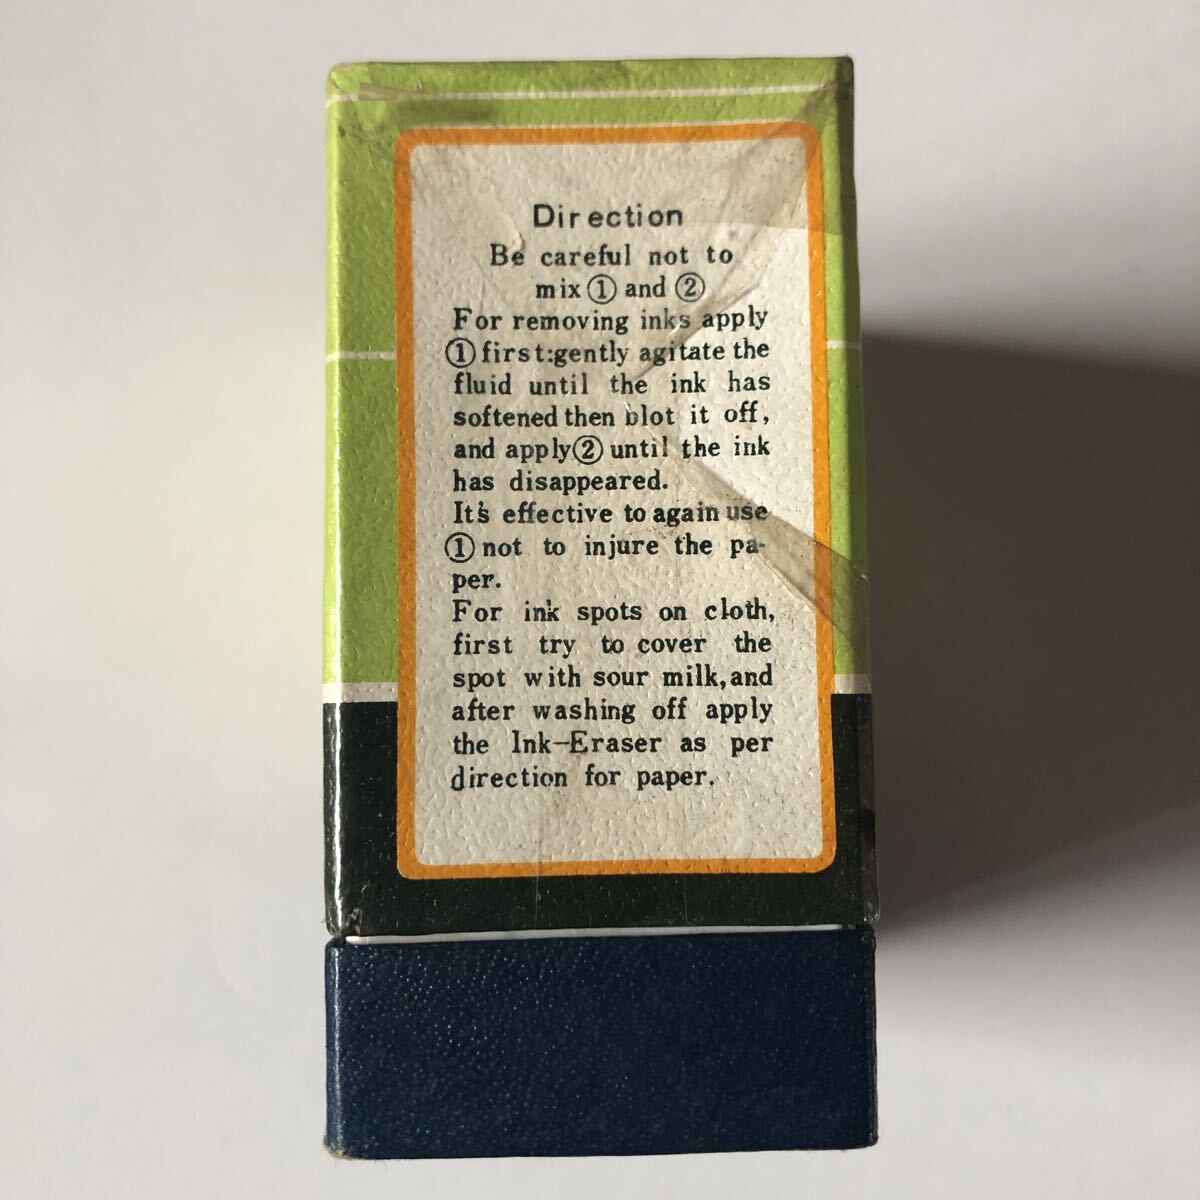 Direction
Be careful not to
mix ① and ②
For removing inks apply
① first:gently agitate the
fluid until the ink has
softened then blot it off,
and apply ② until the ink
has disappeared.
It's effective to again use
① not to injure the pa-
per.
For ink spots on cloth,
first try to cover the
spot with sour milk,and
after washing off apply
the Ink-Eraser as per
direction for paper.